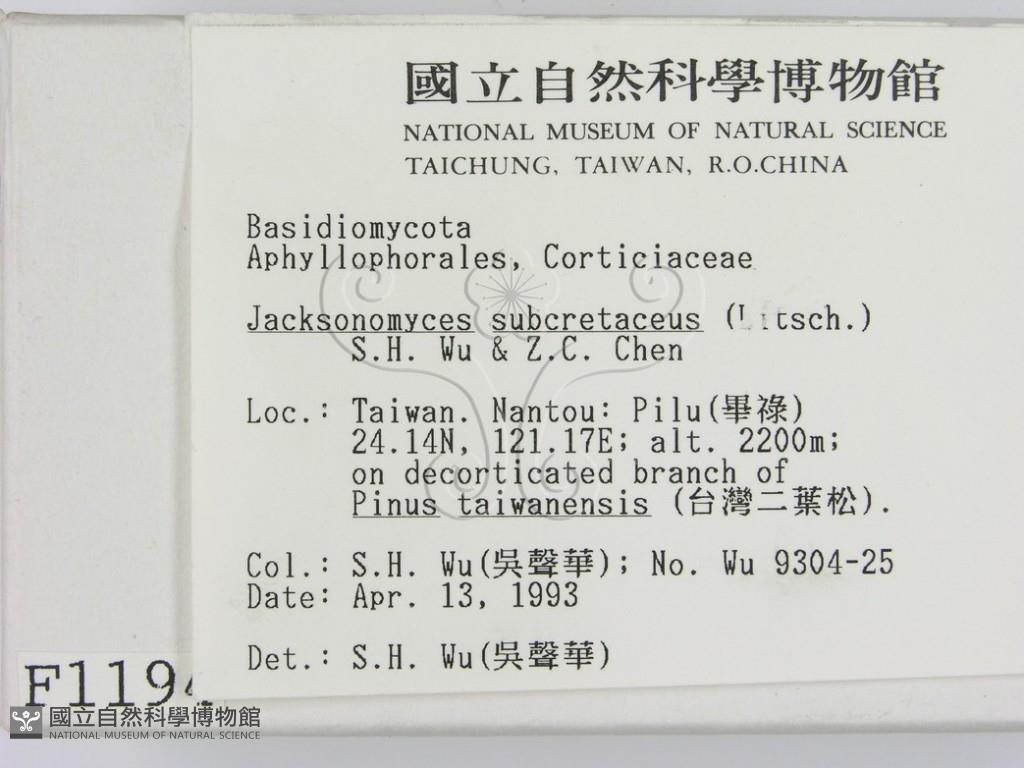 國立自然科學博物館
NATIONAL MUSEUM OF NATURAL SCIENCE
TAICHUNG, TAIWAN, R.O.CHINA
Basidiomycota
Aphyllophorales, Corticiaceae
Jacksonomyces subcretaceus (Litsch.)
S.H. Wu & Z.C. Chen
Loc.: Taiwan. Nantou: Pilu(畢祿)
24.14N, 121.17E; alt. 2200m;
on decorticated branch of
Pinus taiwanensis (台灣二葉松).
Col.: S.H. Wu(吳聲華); No. Wu 9304-25
Date: Apr. 13, 1993
Det.: S.H. Wu(吳聲華)
F1194
國立自然科學博物館
NATIONAL MUSEUM OF NATURAL SCIENCE